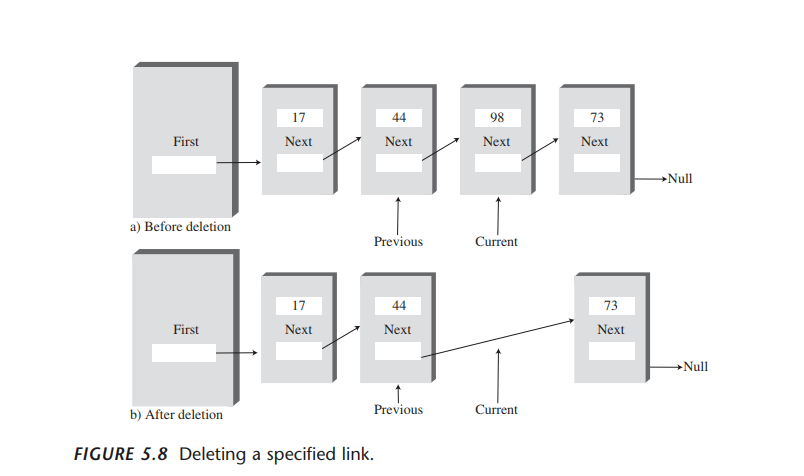 17 44 98 73
First Next Next Next Next
Null
a) Before deletion
Previous Current
17 44 73
First Next Next Next
Null
Previous Current
b) After deletion
FIGURE 5.8 Deleting a specified link.